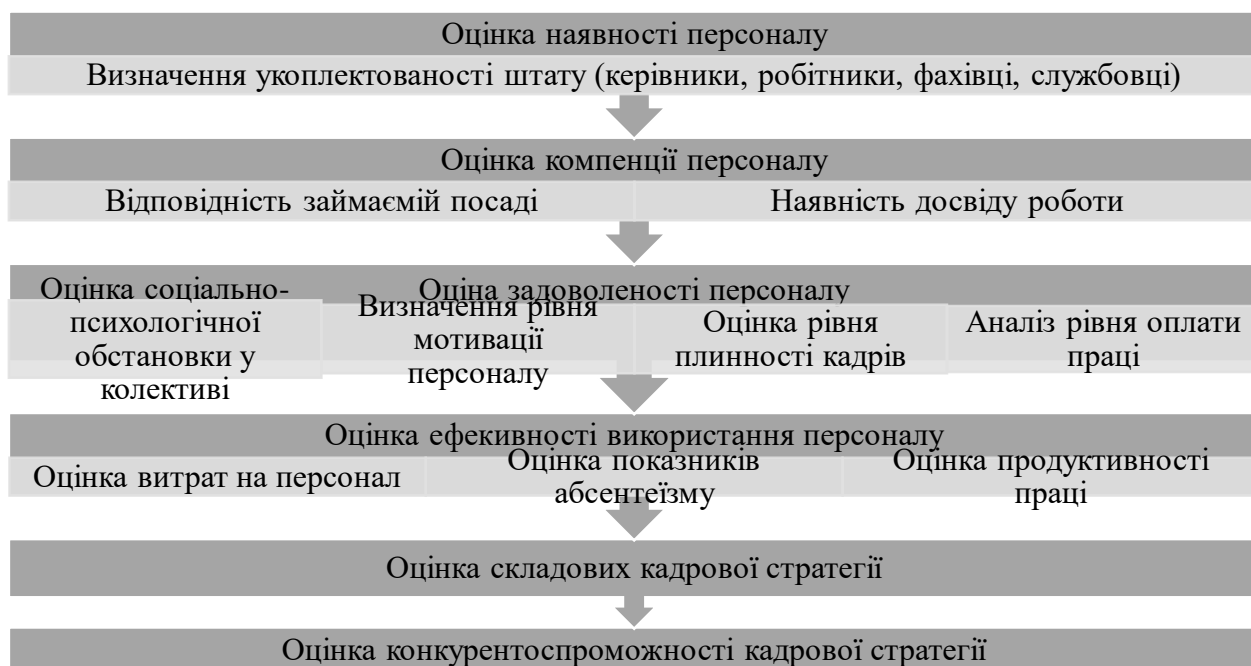 Оцінка наявності персоналу
Визначення укоплектованості штату (керівники, робітники, фахівці, службовці)
Оцінка компенції персоналу
Відповідність займаємій посаді
Наявність досвіду роботи
Оціна задоволеності персоналу
Оцінка соціально-
психологічної
обстановки у
колективі
Визначення рівня
мотивації
персоналу
Оцінка рівня
плинності кадрів
Аналіз рівня оплати
праці
Оцінка ефекивності використання персоналу
Оцінка витрат на персонал
Оцінка показників
абсентеїзму
Оцінка продуктивності
праці
Оцінка складових кадрової стратегії
Оцінка конкурентоспроможності кадрової стратегії